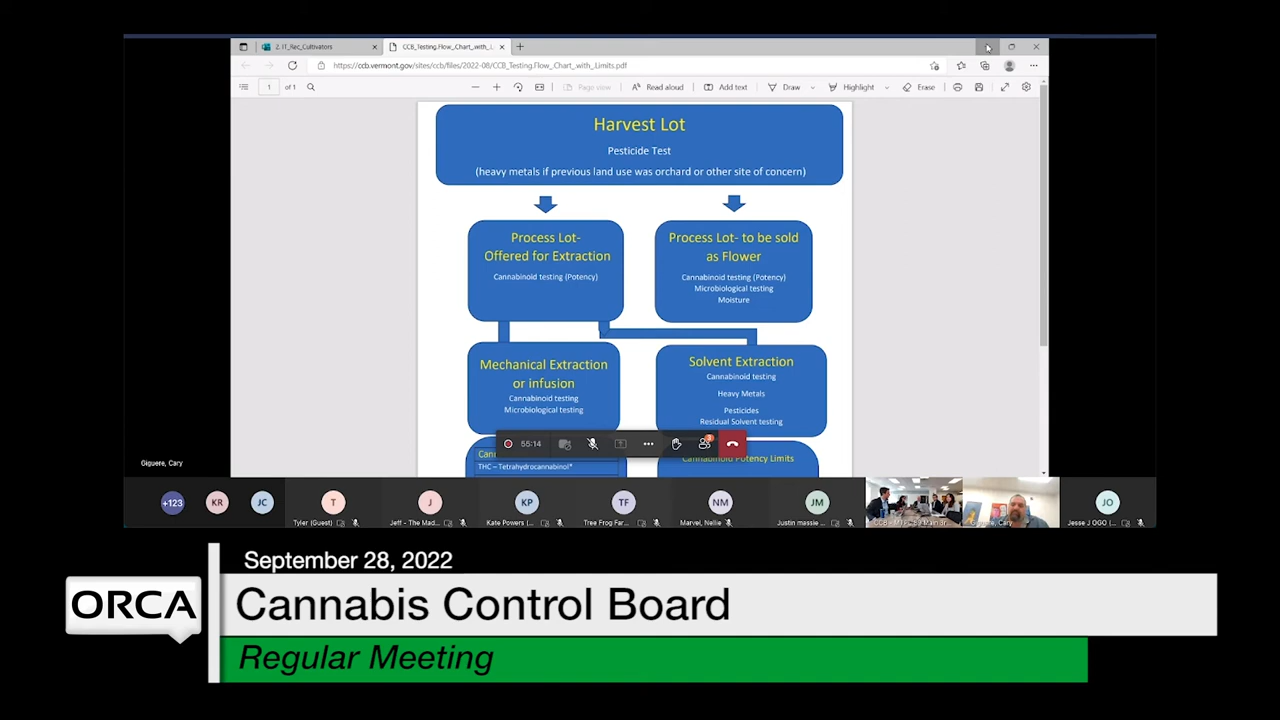 2. IT_Rec_Cultivators
CCB_Testing.Flow_Chart_with_L
https://ccb.vermont.gov/sites/ccb/files/2022-08/CCB_Testing.Flow_Chart_with_Limits.pdf
1 of 1
Page view
Read aloud
Add text
Draw
Highlight
Erase
Harvest Lot
Pesticide Test
(heavy metals if previous land use was orchard or other site of concern)
Process Lot-
Offered for Extraction
Cannabinoid testing (Potency)
Process Lot- to be sold
as Flower
Cannabinoid testing (Potency)
Microbiological testing
Moisture
Mechanical Extraction
or infusion
Cannabinoid testing
Microbiological testing
Solvent Extraction
Cannabinoid testing
Heavy Metals
Pesticides
Residual Solvent testing
55:14
THC – Tetrahydrocannabinol*
Cannabinoid Potency Limits
Giguere, Cary
+123
KR
JC
T
Tyler (Guest)
J
Jeff - The Mad...
KP
Kate Powers (...
TF
Tree Frog Far...
NM
Marvel, Nellie
JM
Justin massie ...
Giguere, Cary
JO
Jesse J OGO (...
September 28, 2022
ORCA
Cannabis Control Board
Regular Meeting